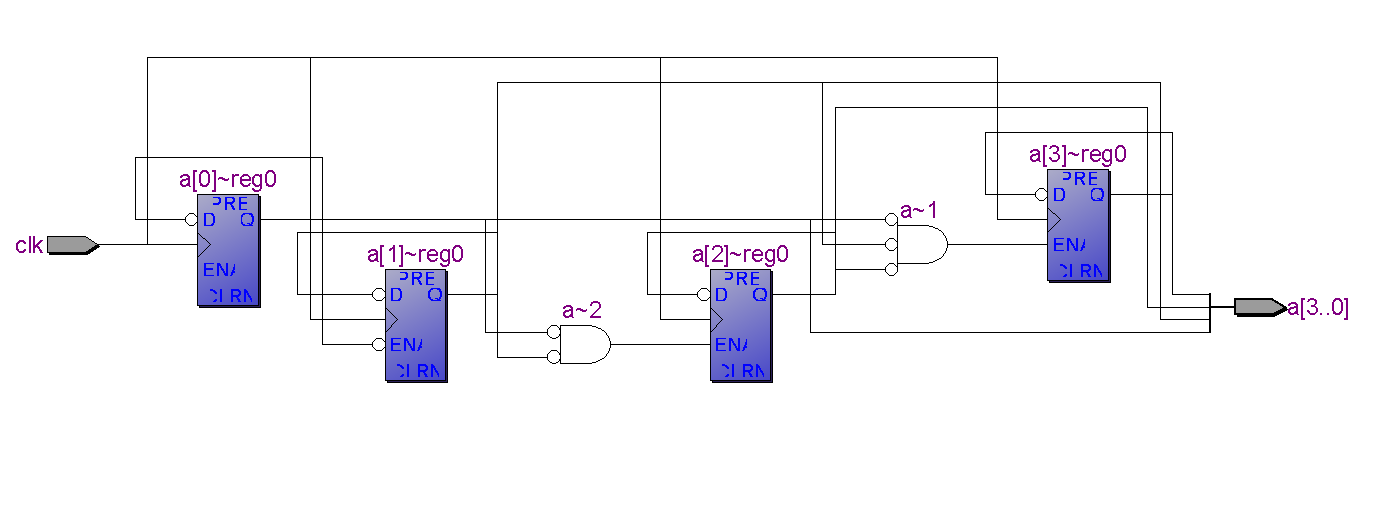 clk
a[0]~reg0
PRE
D Q
ENA
CLRN
a[1]~reg0
PRE
D Q
ENA
CLRN
a~2
a[2]~reg0
PRE
D Q
ENA
CLRN
a~1
a[3]~reg0
PRE
D Q
ENA
CLRN
a[3..0]